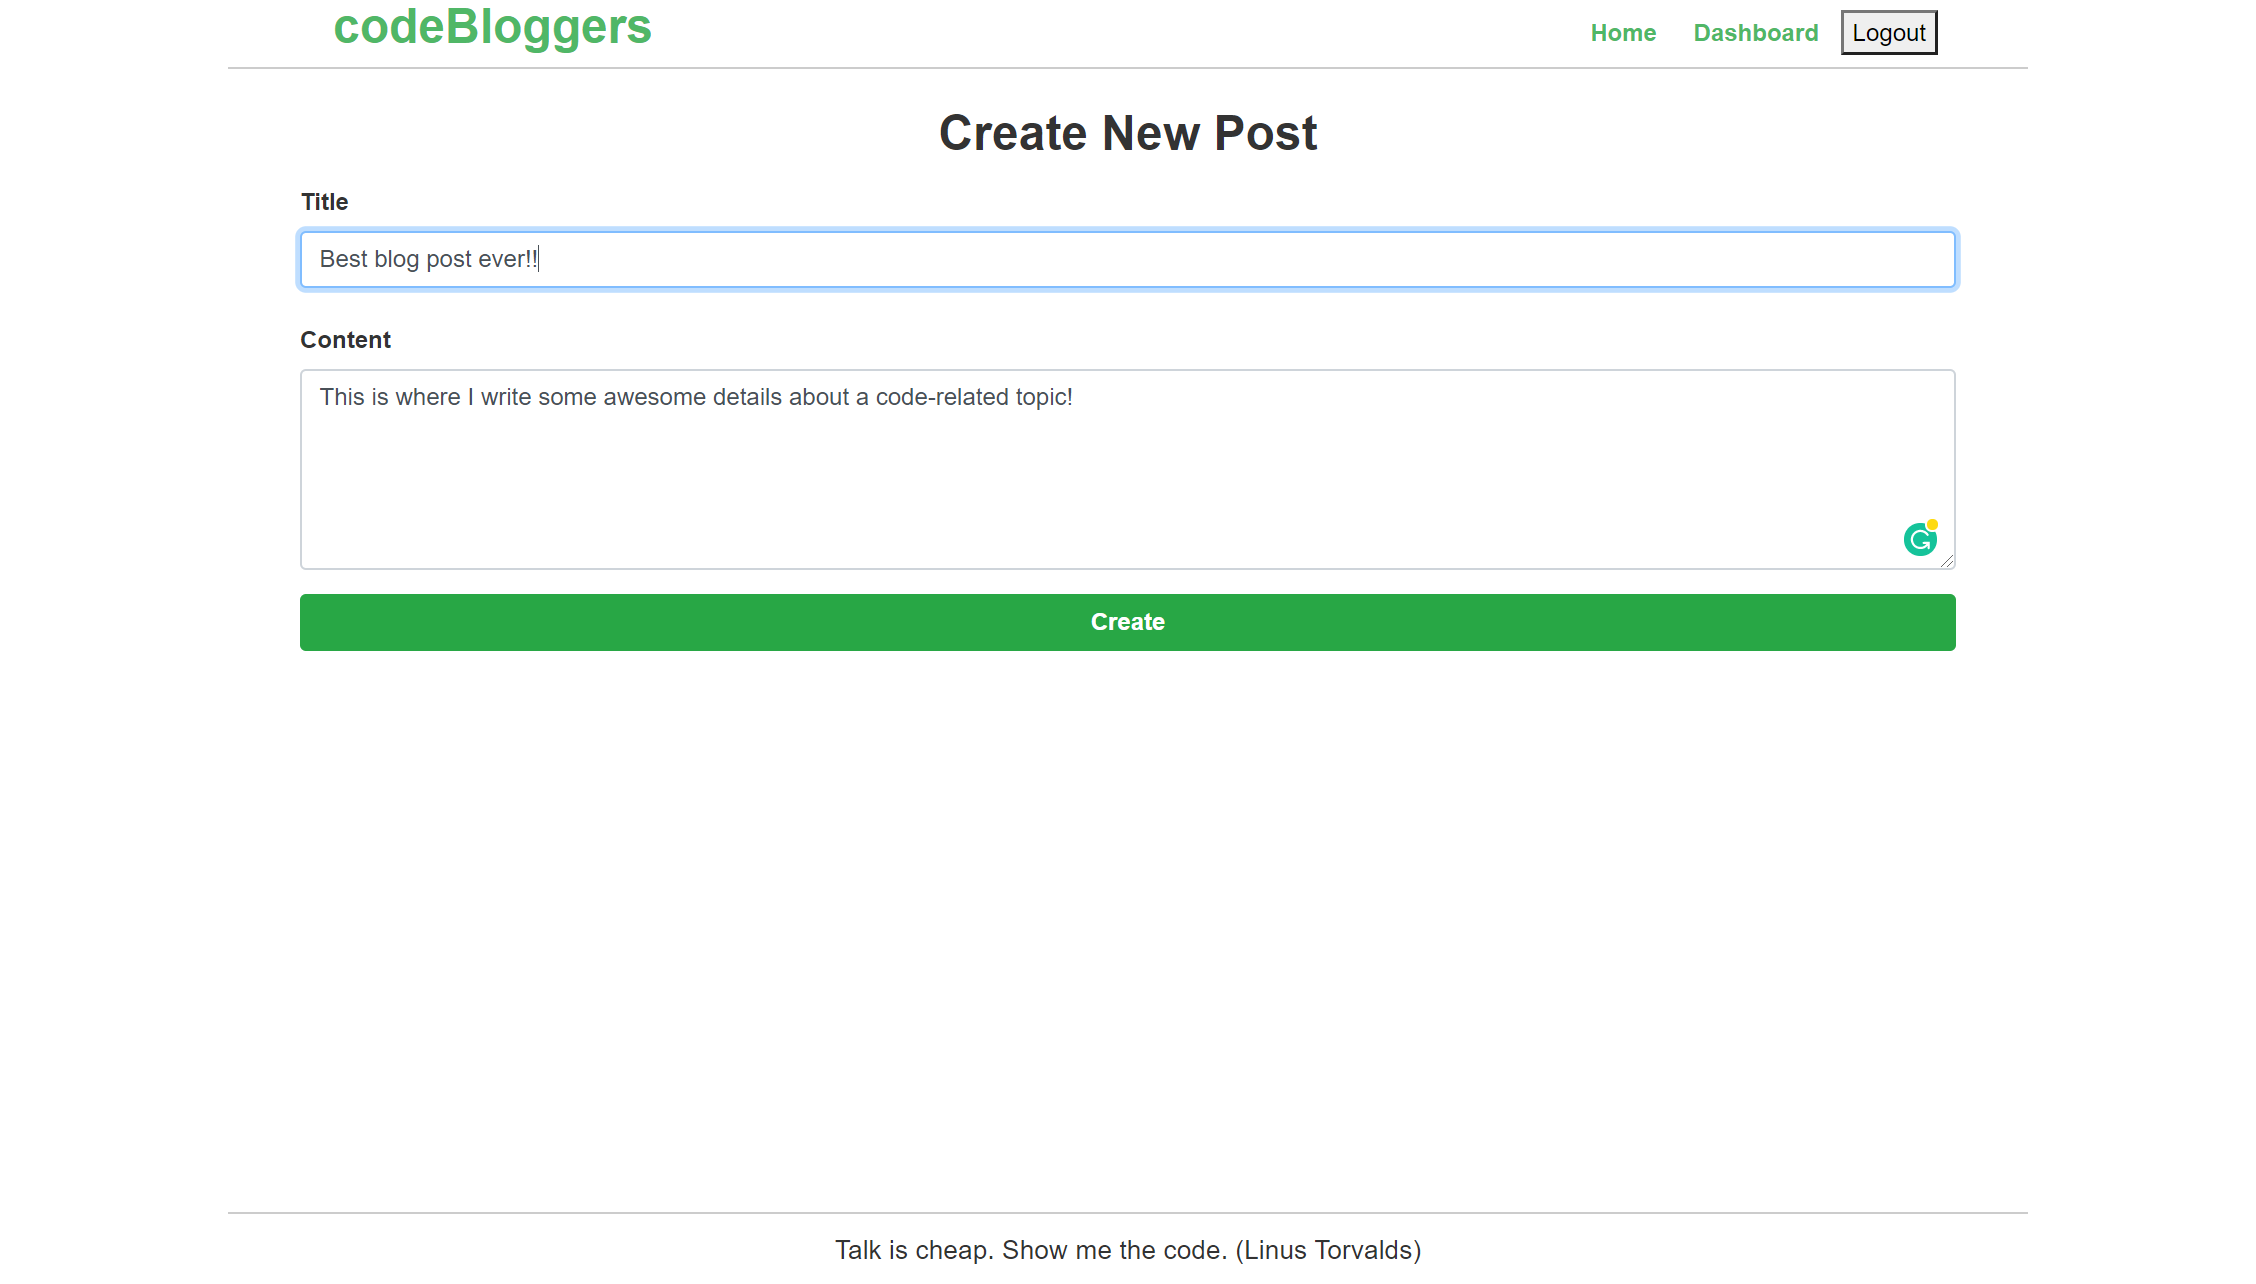 codeBloggers
Home Dashboard Logout
Create New Post
Title
Best blog post ever!!
Content
This is where I write some awesome details about a code-related topic!
Create
Talk is cheap. Show me the code. (Linus Torvalds)